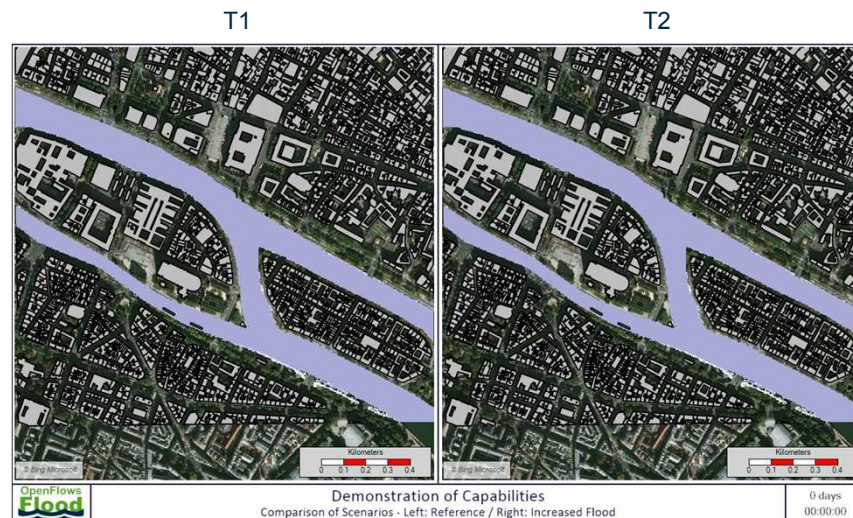 T1
T2
Kilometers
0 0.1 0.2 0.3 0.4
© Bing Microsoft
Kilometers
0 0.1 0.2 0.3 0.4
© Bing Microsoft
OpenFlows
Flood
Demonstration of Capabilities
Comparison of Scenarios - Left: Reference / Right: Increased Flood
0 days
00:00:00